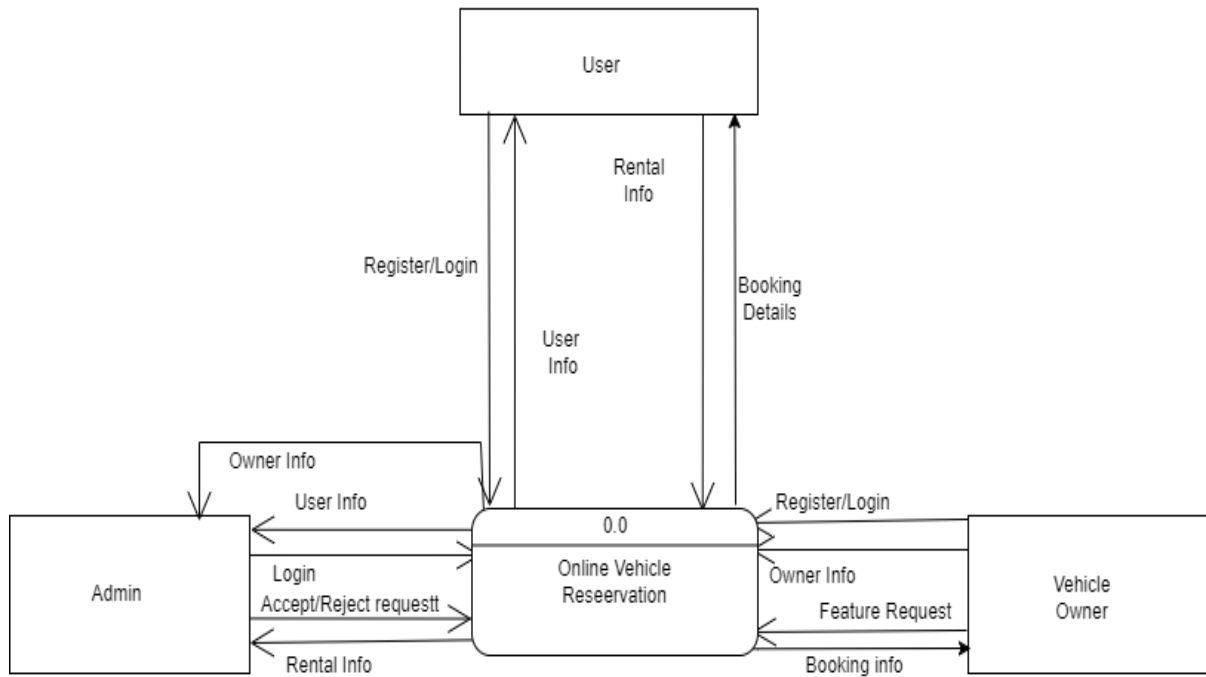 User
Rental
Info
Register/Login
Booking
Details
User
Info
Owner Info
User Info
Register/Login
0.0
Online Vehicle
Reseervation
Login
Owner Info
Admin
Accept/Reject requestt
Feature Request
Vehicle
Owner
Rental Info
Booking info